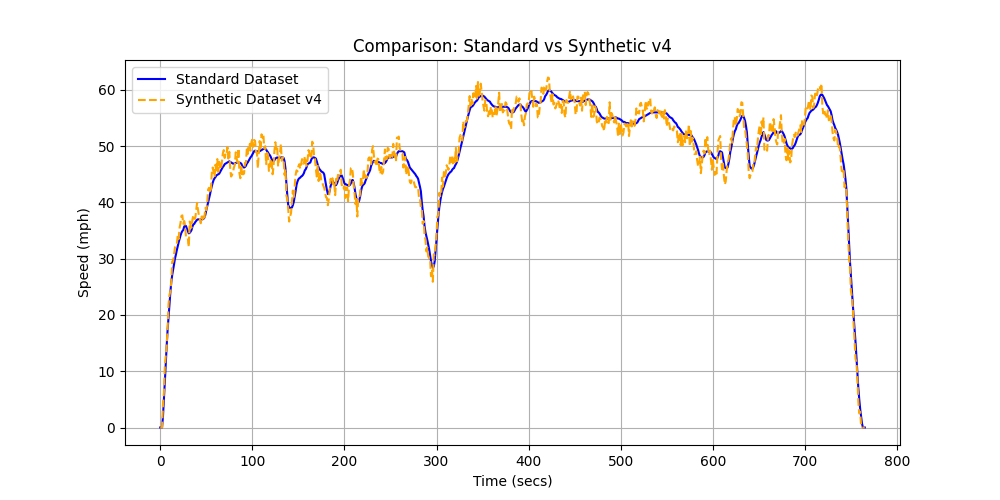 Comparison: Standard vs Synthetic v4
Standard Dataset
Synthetic Dataset v4
60
50
40
30
20
10
0
Speed (mph)
0 100 200 300 400 500 600 700 800
Time (secs)